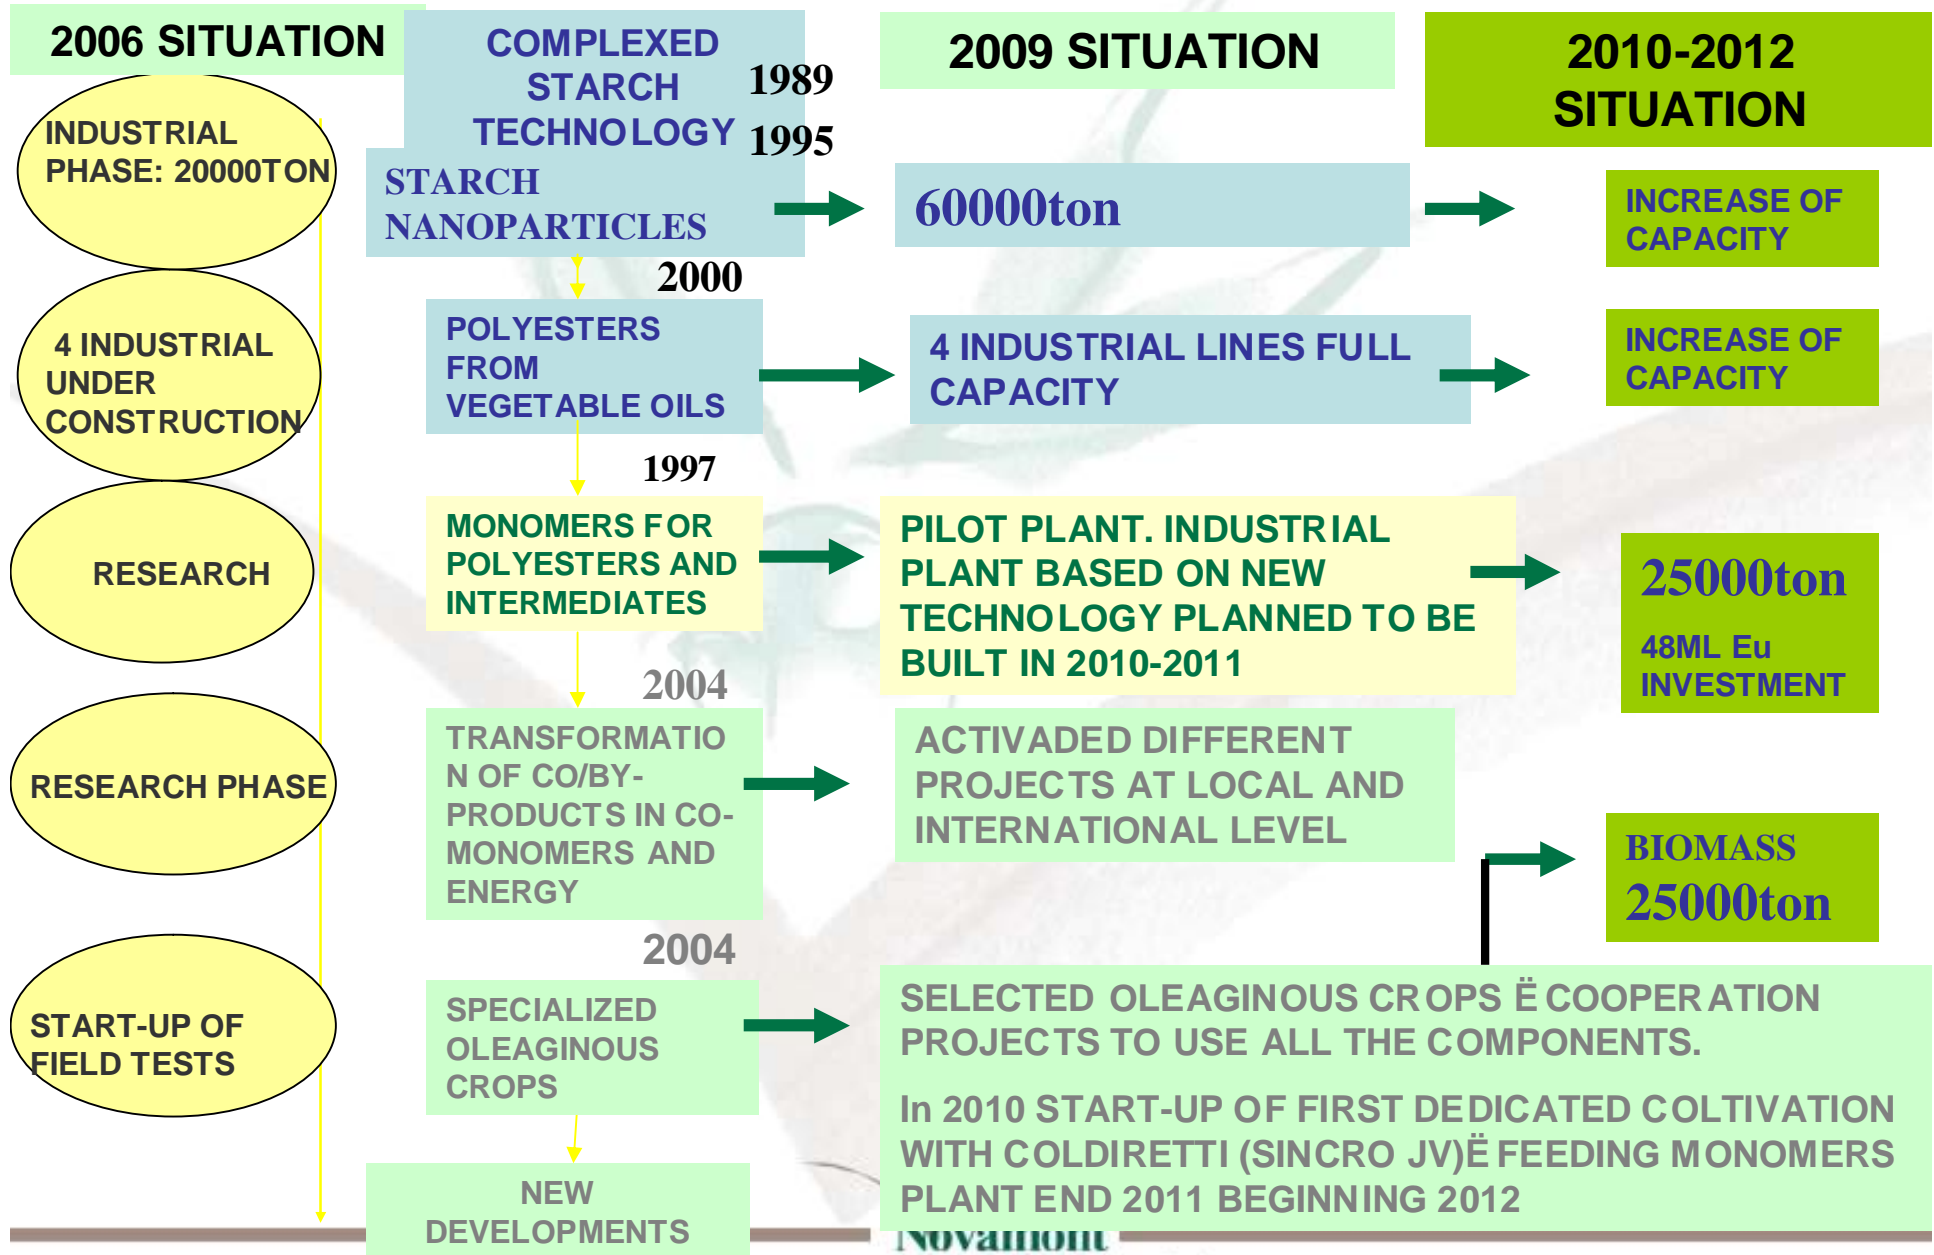 2006 SITUATION
COMPLEXED
STARCH
TECHNOLOGY
1989
1995
2009 SITUATION
2010-2012
SITUATION
INDUSTRIAL
PHASE: 20000TON
STARCH
NANOPARTICLES
60000ton
INCREASE OF
CAPACITY
2000
4 INDUSTRIAL
UNDER
CONSTRUCTION
POLYESTERS
FROM
VEGETABLE OILS
4 INDUSTRIAL LINES FULL
CAPACITY
INCREASE OF
CAPACITY
1997
RESEARCH
MONOMERS FOR
POLYESTERS AND
INTERMEDIATES
PILOT PLANT. INDUSTRIAL
PLANT BASED ON NEW
TECHNOLOGY PLANNED TO BE
BUILT IN 2010-2011
25000ton
48ML Eu
INVESTMENT
2004
RESEARCH PHASE
TRANSFORMATIO
N OF CO/BY-
PRODUCTS IN CO-
MONOMERS AND
ENERGY
ACTIVADED DIFFERENT
PROJECTS AT LOCAL AND
INTERNATIONAL LEVEL
BIOMASS
25000ton
2004
START-UP OF
FIELD TESTS
SPECIALIZED
OLEAGINOUS
CROPS
SELECTED OLEAGINOUS CROPS Ë COOPERATION
PROJECTS TO USE ALL THE COMPONENTS.
In 2010 START-UP OF FIRST DEDICATED COLTIVATION
WITH COLDIRETTI (SINCRO JV)Ë FEEDING MONOMERS
PLANT END 2011 BEGINNING 2012
NEW
DEVELOPMENTS
Novamont